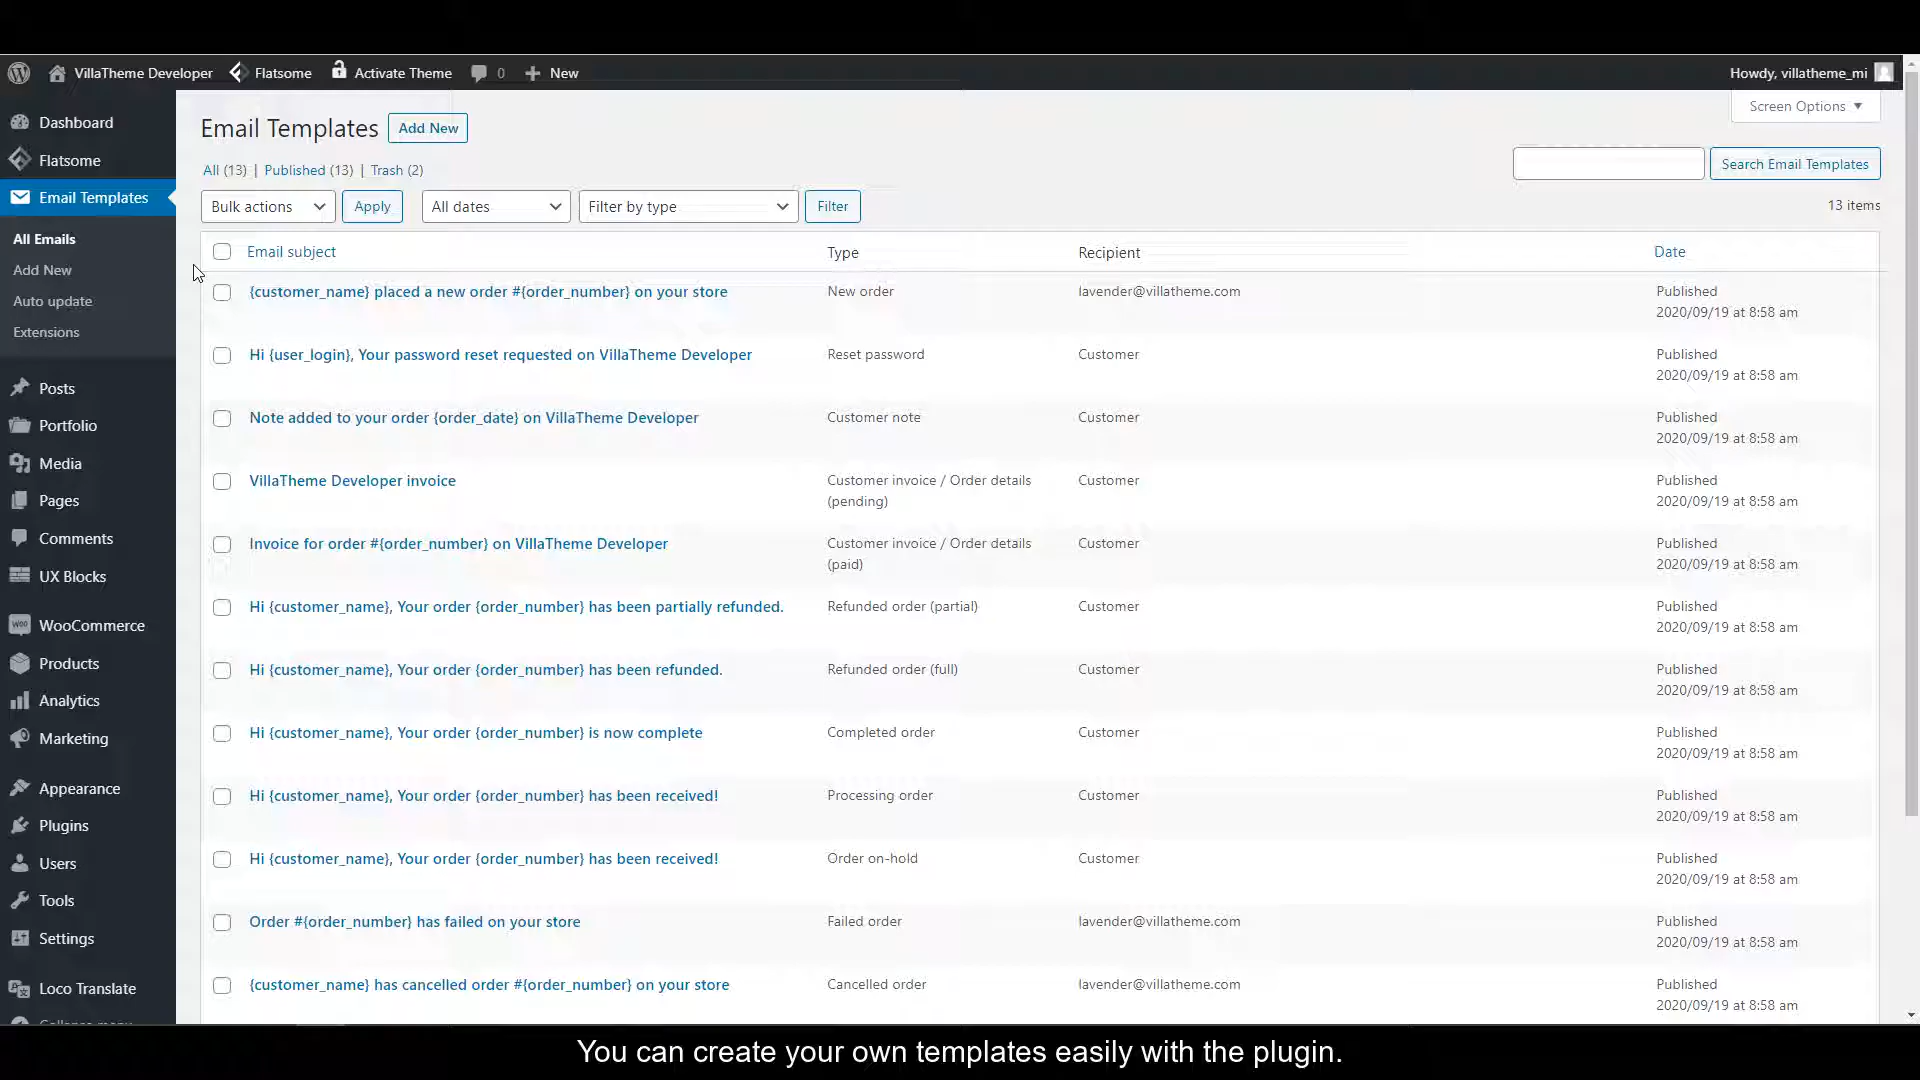 VillaTheme Developer Flatsome Activate Theme 0 New Howdy, villatheme_mi
Screen Options
Dashboard
Flatsome
Email Templates
All Emails
Add New
Auto update
Extensions
Posts
Portfolio
Media
Pages
Comments
UX Blocks
WooCommerce
Products
Analytics
Marketing
Appearance
Plugins
Users
Tools
Settings
Loco Translate
Email Templates Add New
All (13) | Published (13) | Trash (2)
Search Email Templates
Bulk actions Apply All dates Filter by type Filter 13 items
Email subject Type Recipient Date
{customer_name} placed a new order #{order_number} on your store New order lavender@villatheme.com Published
2020/09/19 at 8:58 am
Hi {user_login}, Your password reset requested on VillaTheme Developer Reset password Customer Published
2020/09/19 at 8:58 am
Note added to your order {order_date} on VillaTheme Developer Customer note Customer Published
2020/09/19 at 8:58 am
VillaTheme Developer invoice Customer invoice / Order details Customer Published
(pending) 2020/09/19 at 8:58 am
Invoice for order #{order_number} on VillaTheme Developer Customer invoice / Order details Customer Published
(paid) 2020/09/19 at 8:58 am
Hi {customer_name}, Your order {order_number} has been partially refunded. Refunded order (partial) Customer Published
2020/09/19 at 8:58 am
Hi {customer_name}, Your order {order_number} has been refunded. Refunded order (full) Customer Published
2020/09/19 at 8:58 am
Hi {customer_name}, Your order {order_number} is now complete Completed order Customer Published
2020/09/19 at 8:58 am
Hi {customer_name}, Your order {order_number} has been received! Processing order Customer Published
2020/09/19 at 8:58 am
Hi {customer_name}, Your order {order_number} has been received! Order on-hold Customer Published
2020/09/19 at 8:58 am
Order #{order_number} has failed on your store Failed order lavender@villatheme.com Published
2020/09/19 at 8:58 am
{customer_name} has cancelled order #{order_number} on your store Cancelled order lavender@villatheme.com Published
2020/09/19 at 8:58 am
You can create your own templates easily with the plugin.